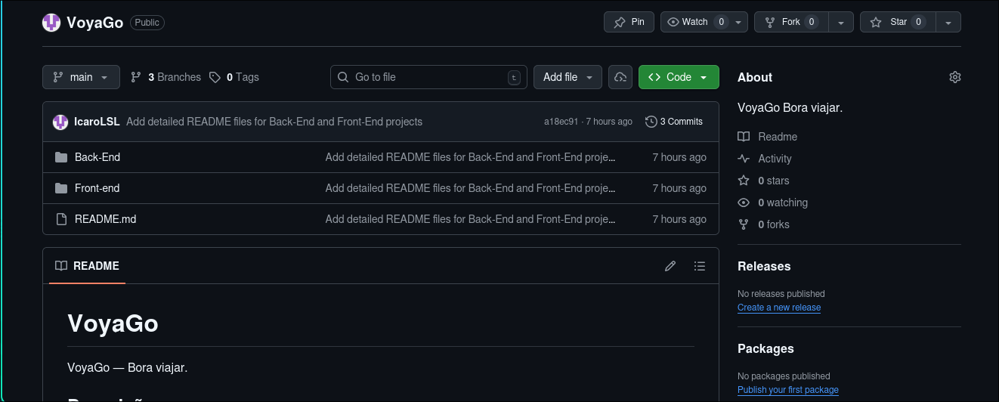 VoyaGo Public Pin Watch 0 Fork 0 Star 0
main 3 Branches 0 Tags Go to file t Add file Code
About
VoyaGo Bora viajar.
IcaroLSL Add detailed README files for Back-End and Front-End projects a18ec91 · 7 hours ago 3 Commits
Readme
Back-End Add detailed README files for Back-End and Front-End proje... 7 hours ago
Activity
Front-end Add detailed README files for Back-End and Front-End proje... 7 hours ago
0 stars
0 watching
README.md Add detailed README files for Back-End and Front-End proje... 7 hours ago
0 forks
README
Releases
No releases published
Create a new release
VoyaGo
Packages
VoyaGo — Bora viajar.
No packages published
Publish your first package